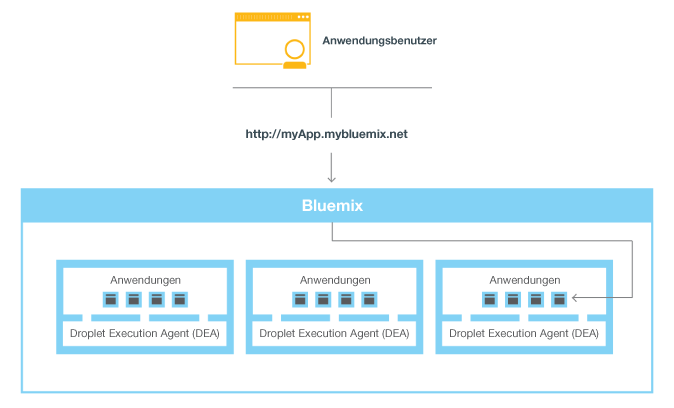 Anwendungsbenutzer
http://myApp.mybluemix.net
Bluemix
Anwendungen
Droplet Execution Agent (DEA)
Anwendungen
Droplet Execution Agent (DEA)
Anwendungen
Droplet Execution Agent (DEA)